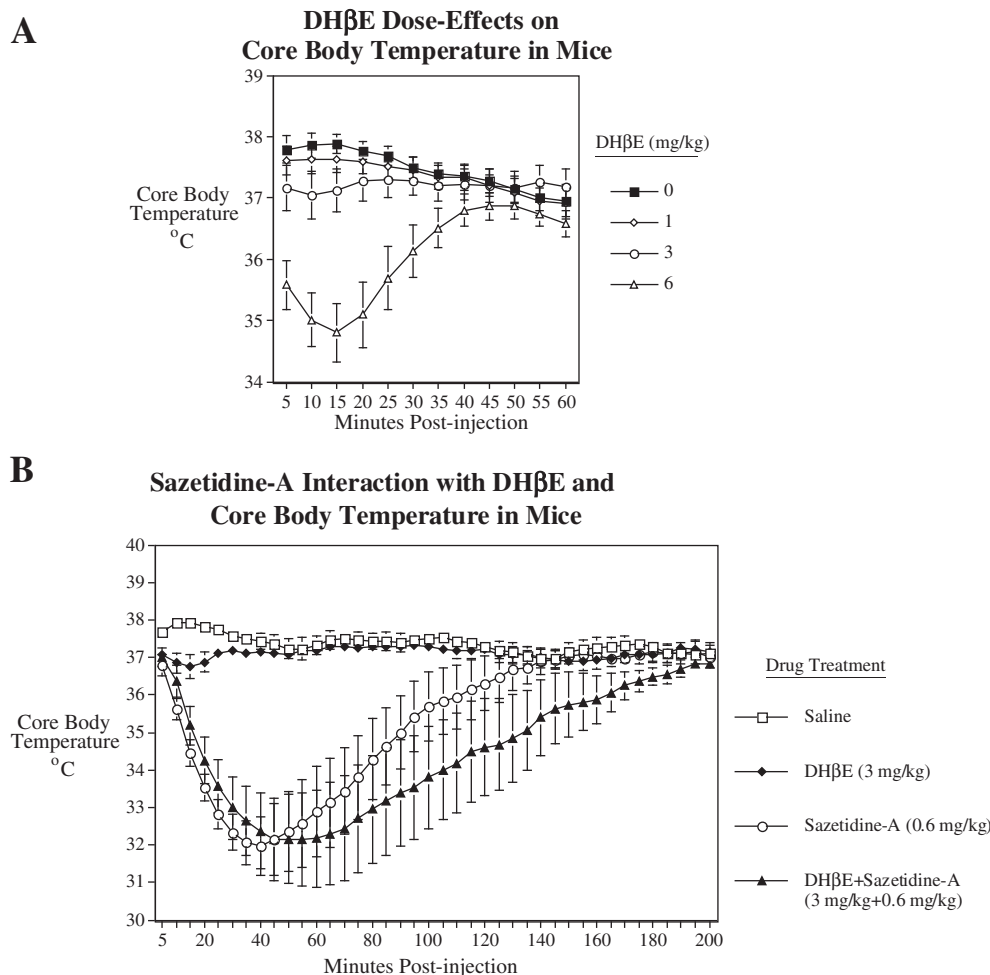 A
DHβE Dose-Effects on
Core Body Temperature in Mice
39
38
37
36
35
34
Core Body
Temperature
°C
5 10 15 20 25 30 35 40 45 50 55 60
Minutes Post-injection
DHβE (mg/kg)
0
1
3
6
B
Sazetidine-A Interaction with DHβE and
Core Body Temperature in Mice
40
39
38
37
36
35
34
33
32
31
30
Core Body
Temperature
°C
5 20 40 60 80 100 120 140 160 180 200
Minutes Post-injection
Drug Treatment
Saline
DHβE (3 mg/kg)
Sazetidine-A (0.6 mg/kg)
DHβE+Sazetidine-A
(3 mg/kg+0.6 mg/kg)